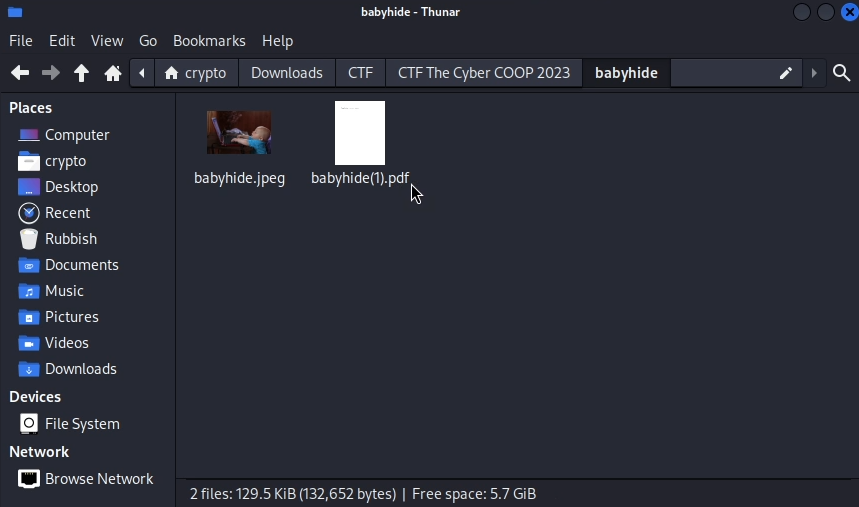 babyhide - Thunar
File Edit View Go Bookmarks Help
crypto Downloads CTF CTF The Cyber COOP 2023 babyhide
Places
Computer
crypto
Desktop
Recent
Rubbish
Documents
Music
Pictures
Videos
Downloads
Devices
File System
Network
Browse Network
babyhide.jpeg babyhide(1).pdf
2 files: 129.5 KiB (132,652 bytes) | Free space: 5.7 GiB